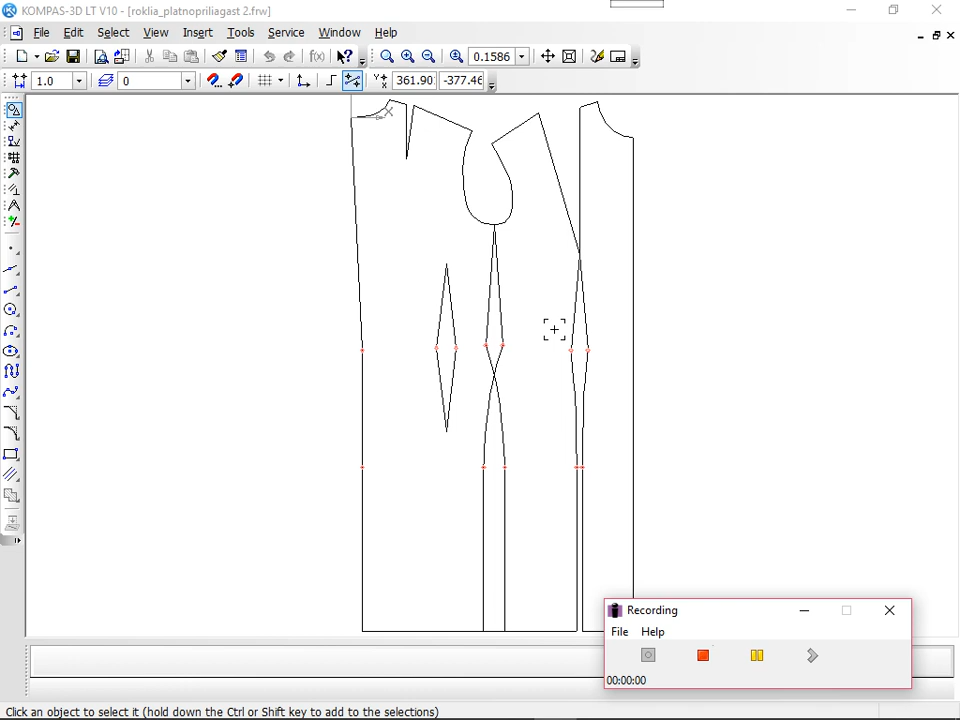 KOMPAS-3D LT V10 - [roklia_platnopriliagast 2.frw]
File Edit Select View Insert Tools Service Window Help
f(x) 0.1586
1.0 0 Y X 361.90 -377.46
X
Recording
File Help
00:00:00
Click an object to select it (hold down the Ctrl or Shift key to add to the selections)